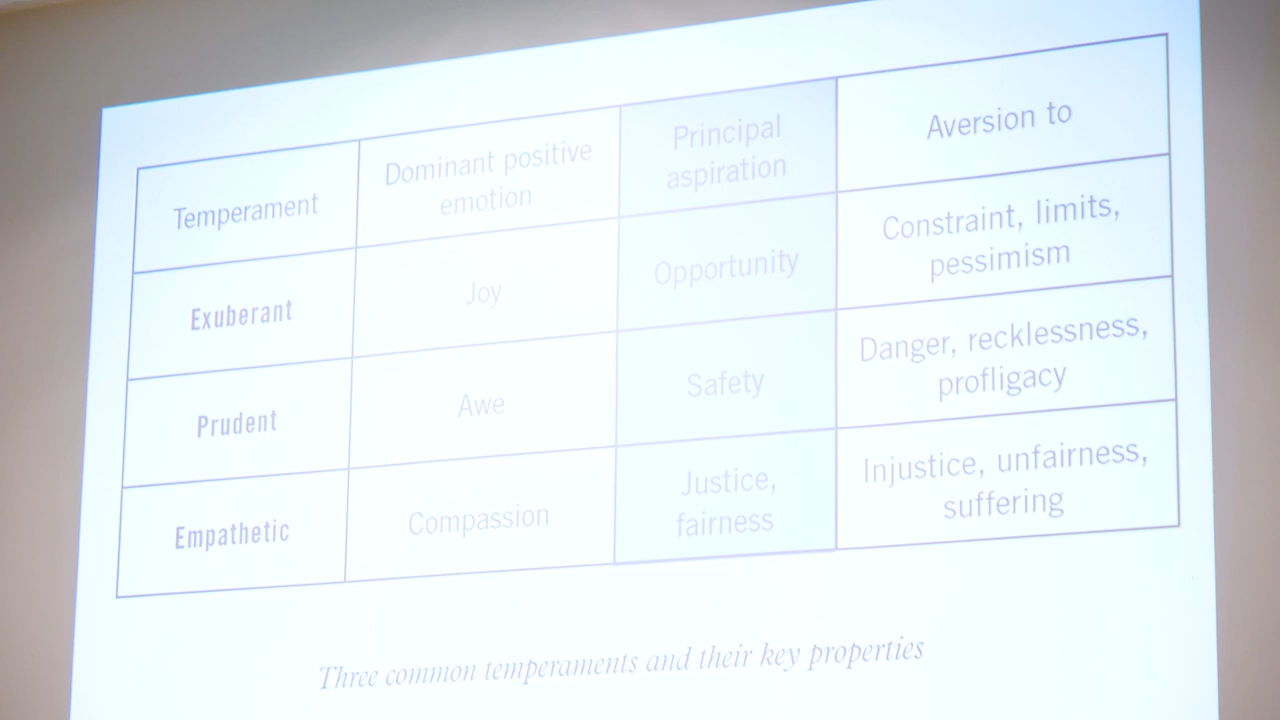 Temperament
Dominant positive
emotion
Principal
aspiration
Aversion to
Exuberant
Joy
Opportunity
Constraint, limits,
pessimism
Prudent
Awe
Safety
Danger, recklessness,
profligacy
Empathetic
Compassion
Justice,
fairness
Injustice, unfairness,
suffering
Three common temperaments and their key properties